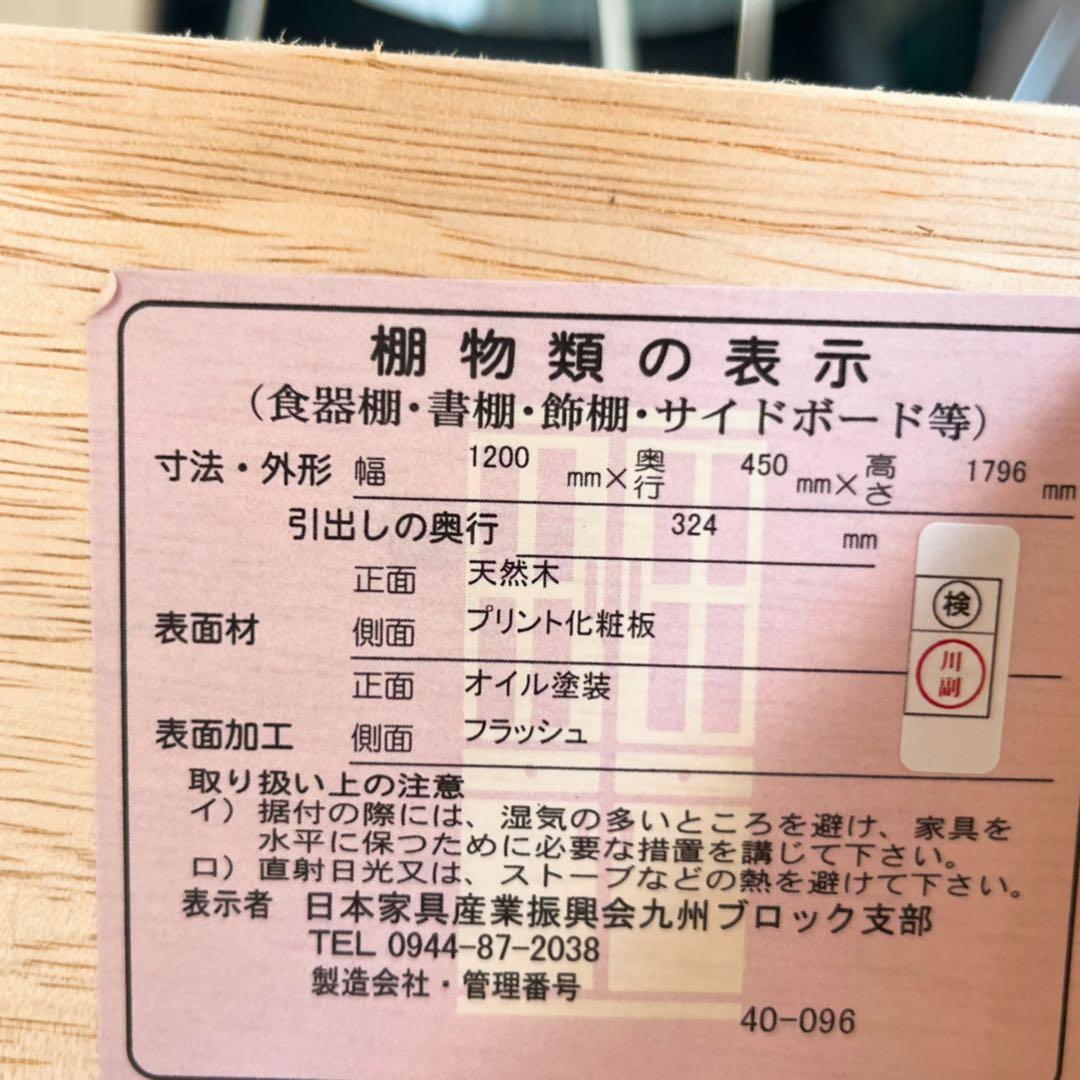 棚物類の表示
（食器棚・書棚・飾棚・サイドボード等）
寸法・外形 幅 1200 mm×奥行 450 mm×高さ 1796 mm
引出しの奥行 324 mm
表面材 正面 天然木
側面 プリント化粧板
表面加工 正面 オイル塗装
側面 フラッシュ
検
川副
取り扱い上の注意
イ）据付の際には、湿気の多いところを避け、家具を
水平に保つために必要な措置を講じて下さい。
ロ）直射日光又は、ストーブなどの熱を避けて下さい。
表示者 日本家具産業振興会九州ブロック支部
TEL 0944-87-2038
製造会社・管理番号
40-096